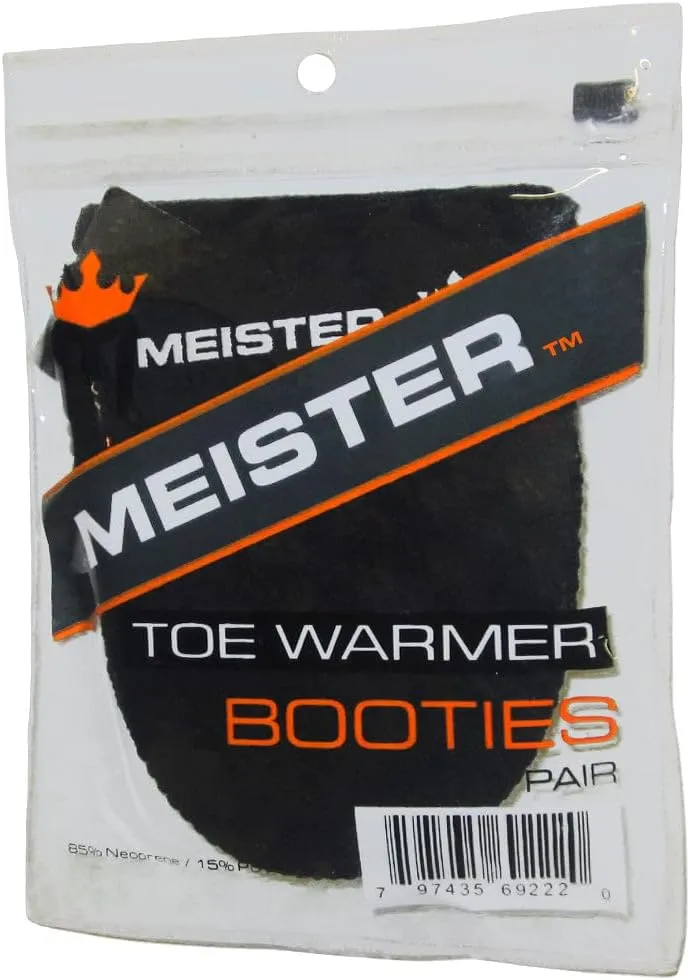 MEISTER
MEISTER™
TOE WARMER
BOOTIES
PAIR
85% Neoprene / 15%
7 97435 69222 0